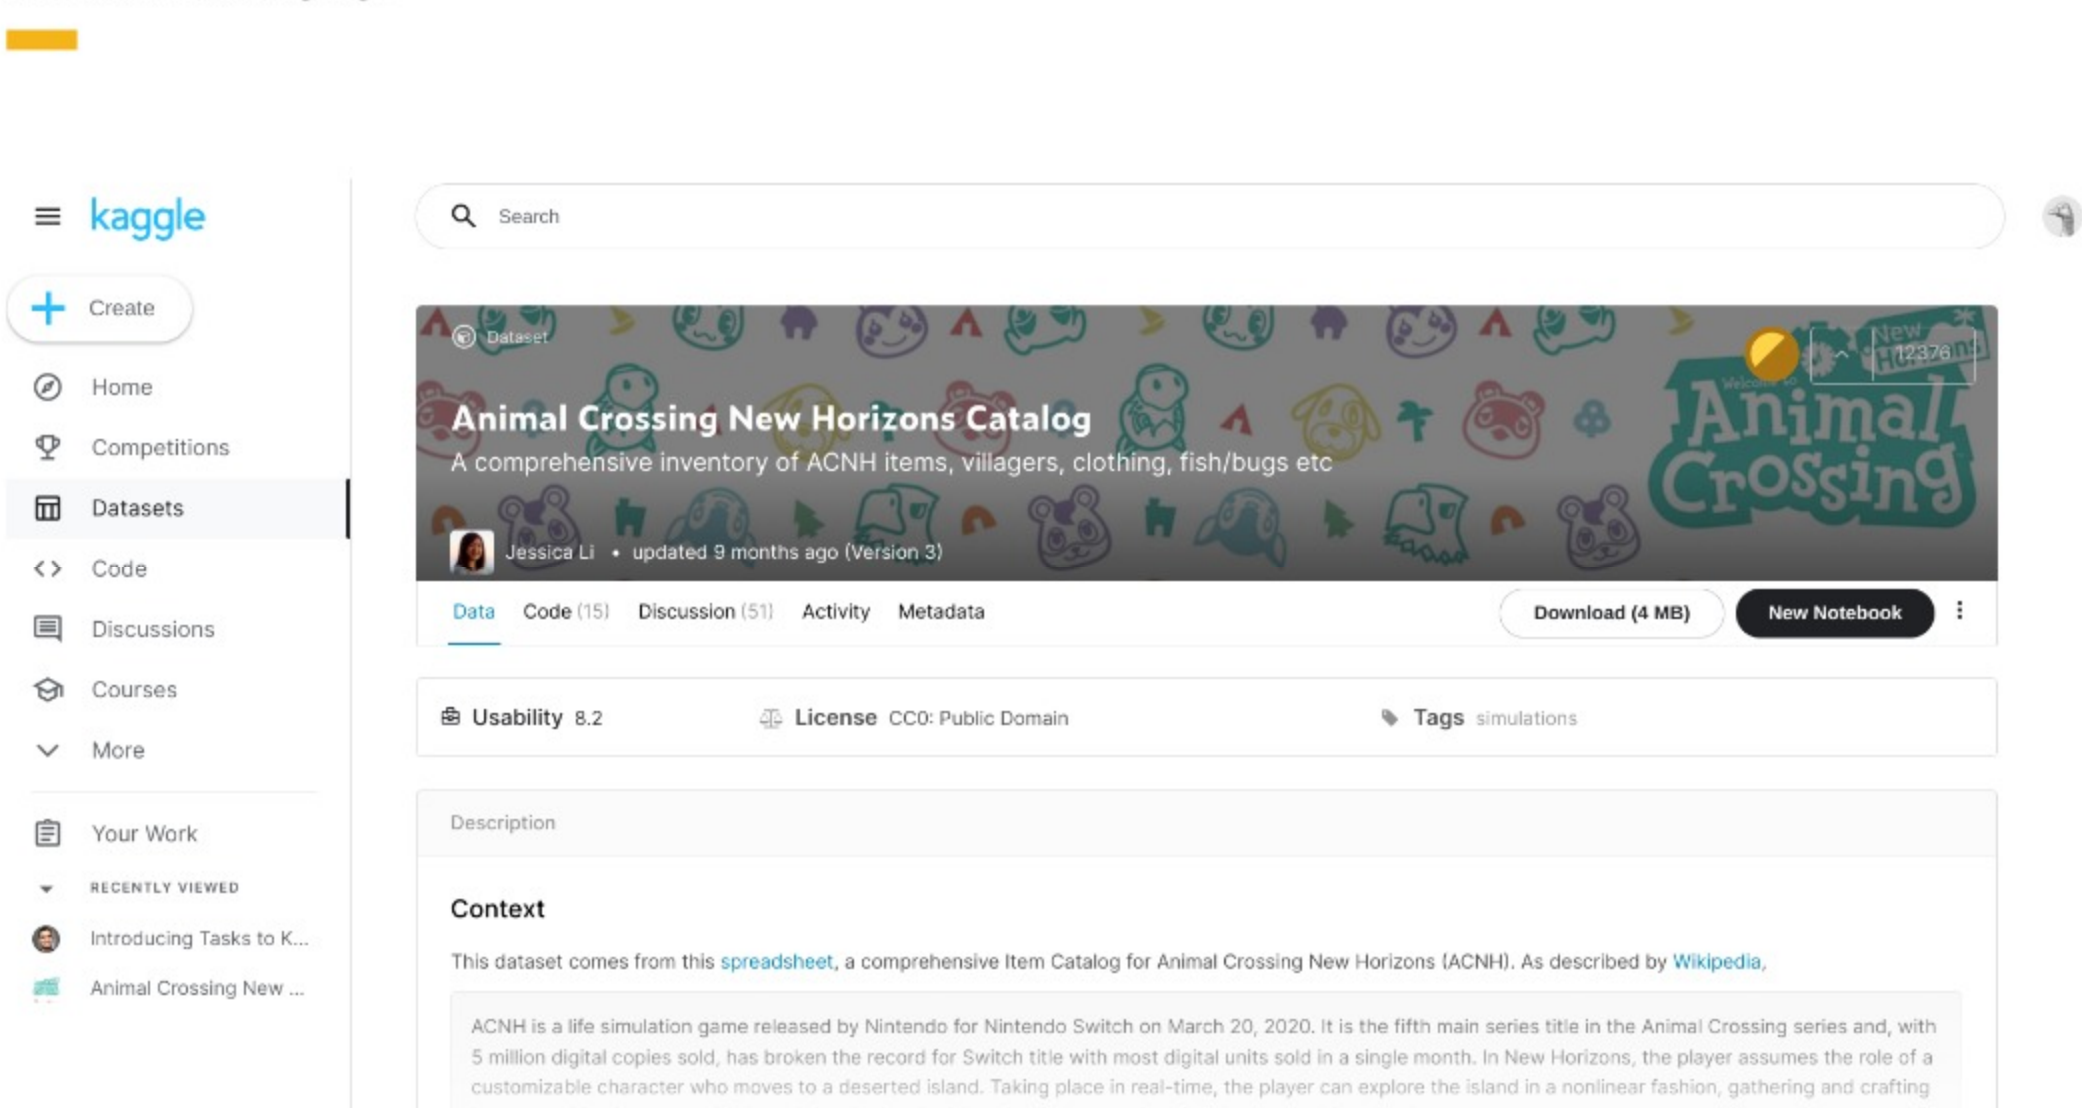 kaggle
Search
Create
Home
Competitions
Datasets
Code
Discussions
Courses
More
Your Work
RECENTLY VIEWED
Introducing Tasks to K...
Animal Crossing New ...
Dataset
12376
Welcome to
New
Horizons
Animal
Crossing
Animal Crossing New Horizons Catalog
A comprehensive inventory of ACNH items, villagers, clothing, fish/bugs etc
Jessica Li • updated 9 months ago (Version 3)
Data Code (15) Discussion (51) Activity Metadata Download (4 MB) New Notebook
Usability 8.2 License CC0: Public Domain Tags simulations
Description
Context
This dataset comes from this spreadsheet, a comprehensive Item Catalog for Animal Crossing New Horizons (ACNH). As described by Wikipedia,
ACNH is a life simulation game released by Nintendo for Nintendo Switch on March 20, 2020. It is the fifth main series title in the Animal Crossing series and, with
5 million digital copies sold, has broken the record for Switch title with most digital units sold in a single month. In New Horizons, the player assumes the role of a
customizable character who moves to a deserted island. Taking place in real-time, the player can explore the island in a nonlinear fashion, gathering and crafting